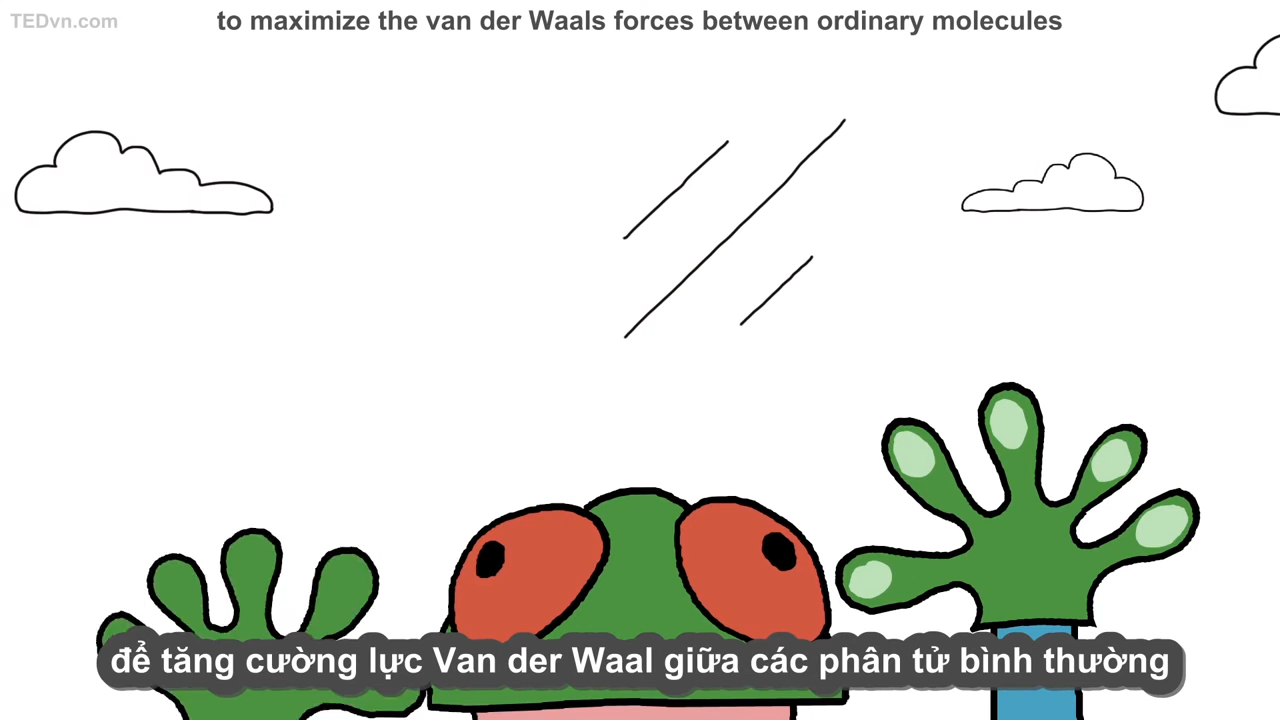 TEDvn.com
to maximize the van der Waals forces between ordinary molecules
để tăng cường lực Van der Waal giữa các phân tử bình thường